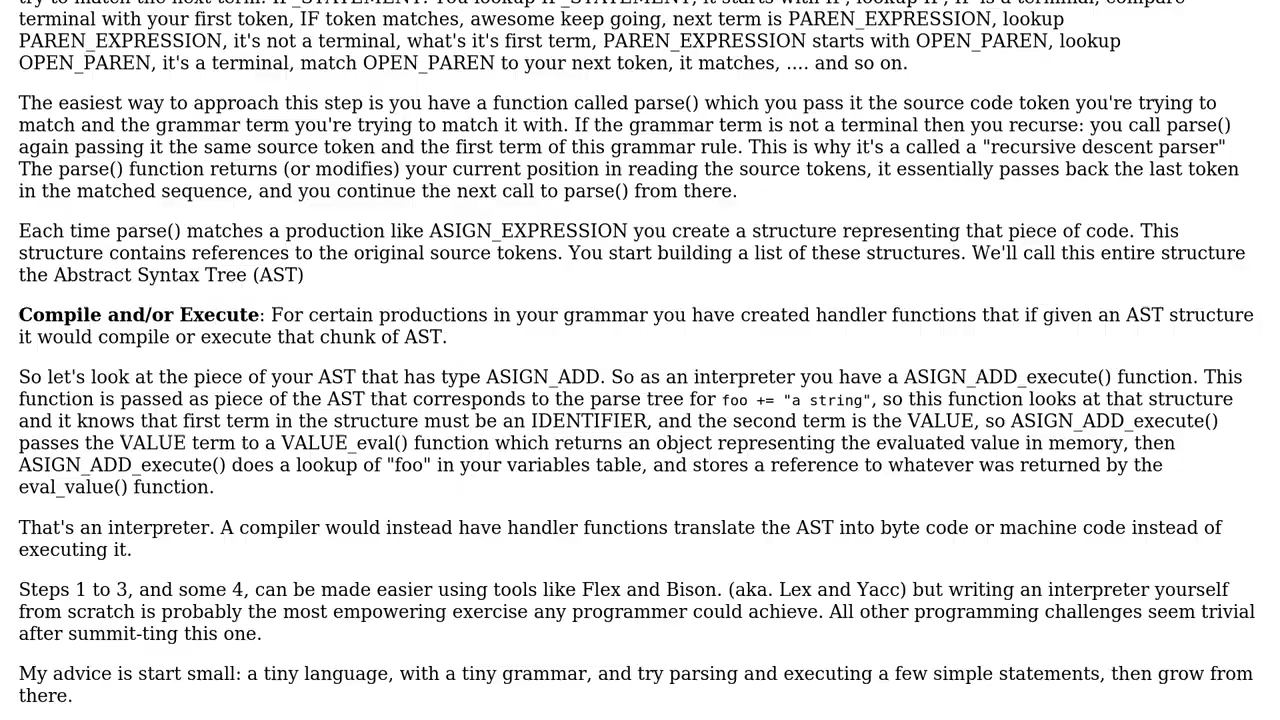 try to match the next term. IF_STATEMENT. You lookup IF_STATEMENT, it starts with IF, lookup IF, IF is a terminal, compare
terminal with your first token, IF token matches, awesome keep going, next term is PAREN_EXPRESSION, lookup
PAREN_EXPRESSION, it's not a terminal, what's it's first term, PAREN_EXPRESSION starts with OPEN_PAREN, lookup
OPEN_PAREN, it's a terminal, match OPEN_PAREN to your next token, it matches, .... and so on.
The easiest way to approach this step is you have a function called parse() which you pass it the source code token you're trying to
match and the grammar term you're trying to match it with. If the grammar term is not a terminal then you recurse: you call parse()
again passing it the same source token and the first term of this grammar rule. This is why it's a called a "recursive descent parser"
The parse() function returns (or modifies) your current position in reading the source tokens, it essentially passes back the last token
in the matched sequence, and you continue the next call to parse() from there.
Each time parse() matches a production like ASIGN_EXPRESSION you create a structure representing that piece of code. This
structure contains references to the original source tokens. You start building a list of these structures. We'll call this entire structure
the Abstract Syntax Tree (AST)
Compile and/or Execute: For certain productions in your grammar you have created handler functions that if given an AST structure
it would compile or execute that chunk of AST.
So let's look at the piece of your AST that has type ASIGN_ADD. So as an interpreter you have a ASIGN_ADD_execute() function. This
function is passed as piece of the AST that corresponds to the parse tree for foo += "a string", so this function looks at that structure
and it knows that first term in the structure must be an IDENTIFIER, and the second term is the VALUE, so ASIGN_ADD_execute()
passes the VALUE term to a VALUE_eval() function which returns an object representing the evaluated value in memory, then
ASIGN_ADD_execute() does a lookup of "foo" in your variables table, and stores a reference to whatever was returned by the
eval_value() function.
That's an interpreter. A compiler would instead have handler functions translate the AST into byte code or machine code instead of
executing it.
Steps 1 to 3, and some 4, can be made easier using tools like Flex and Bison. (aka. Lex and Yacc) but writing an interpreter yourself
from scratch is probably the most empowering exercise any programmer could achieve. All other programming challenges seem trivial
after summit-ting this one.
My advice is start small: a tiny language, with a tiny grammar, and try parsing and executing a few simple statements, then grow from
there.